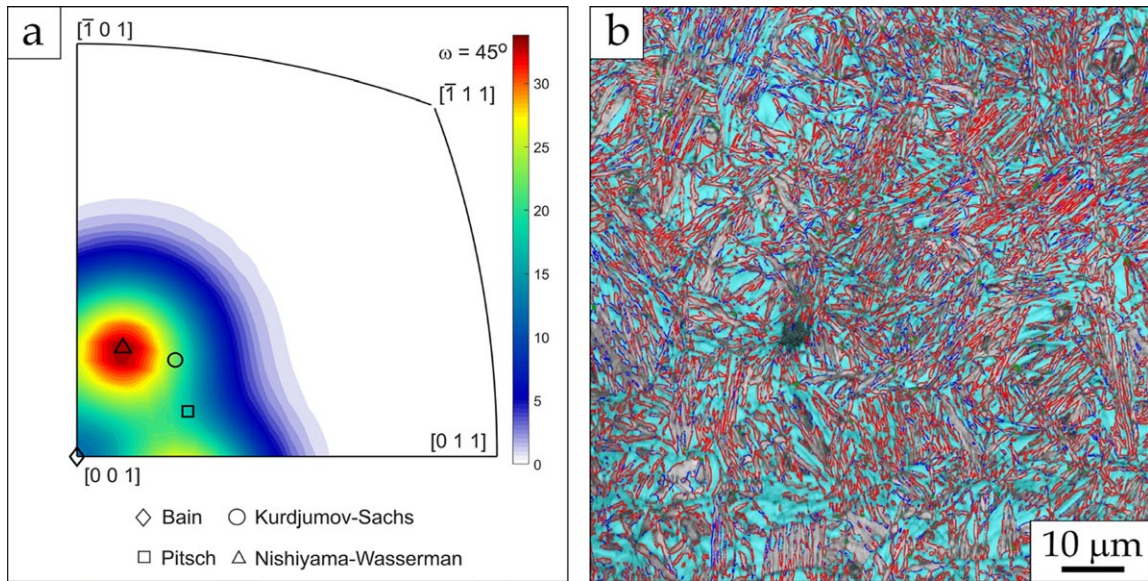 a
[1̅ 0 1]
ω = 45°
[1̅ 1 1]
30
25
20
15
10
5
0
[0 1 1]
[0 0 1]
◇ Bain ○ Kurdjumov-Sachs
□ Pitsch △ Nishiyama-Wasserman
b
10 µm